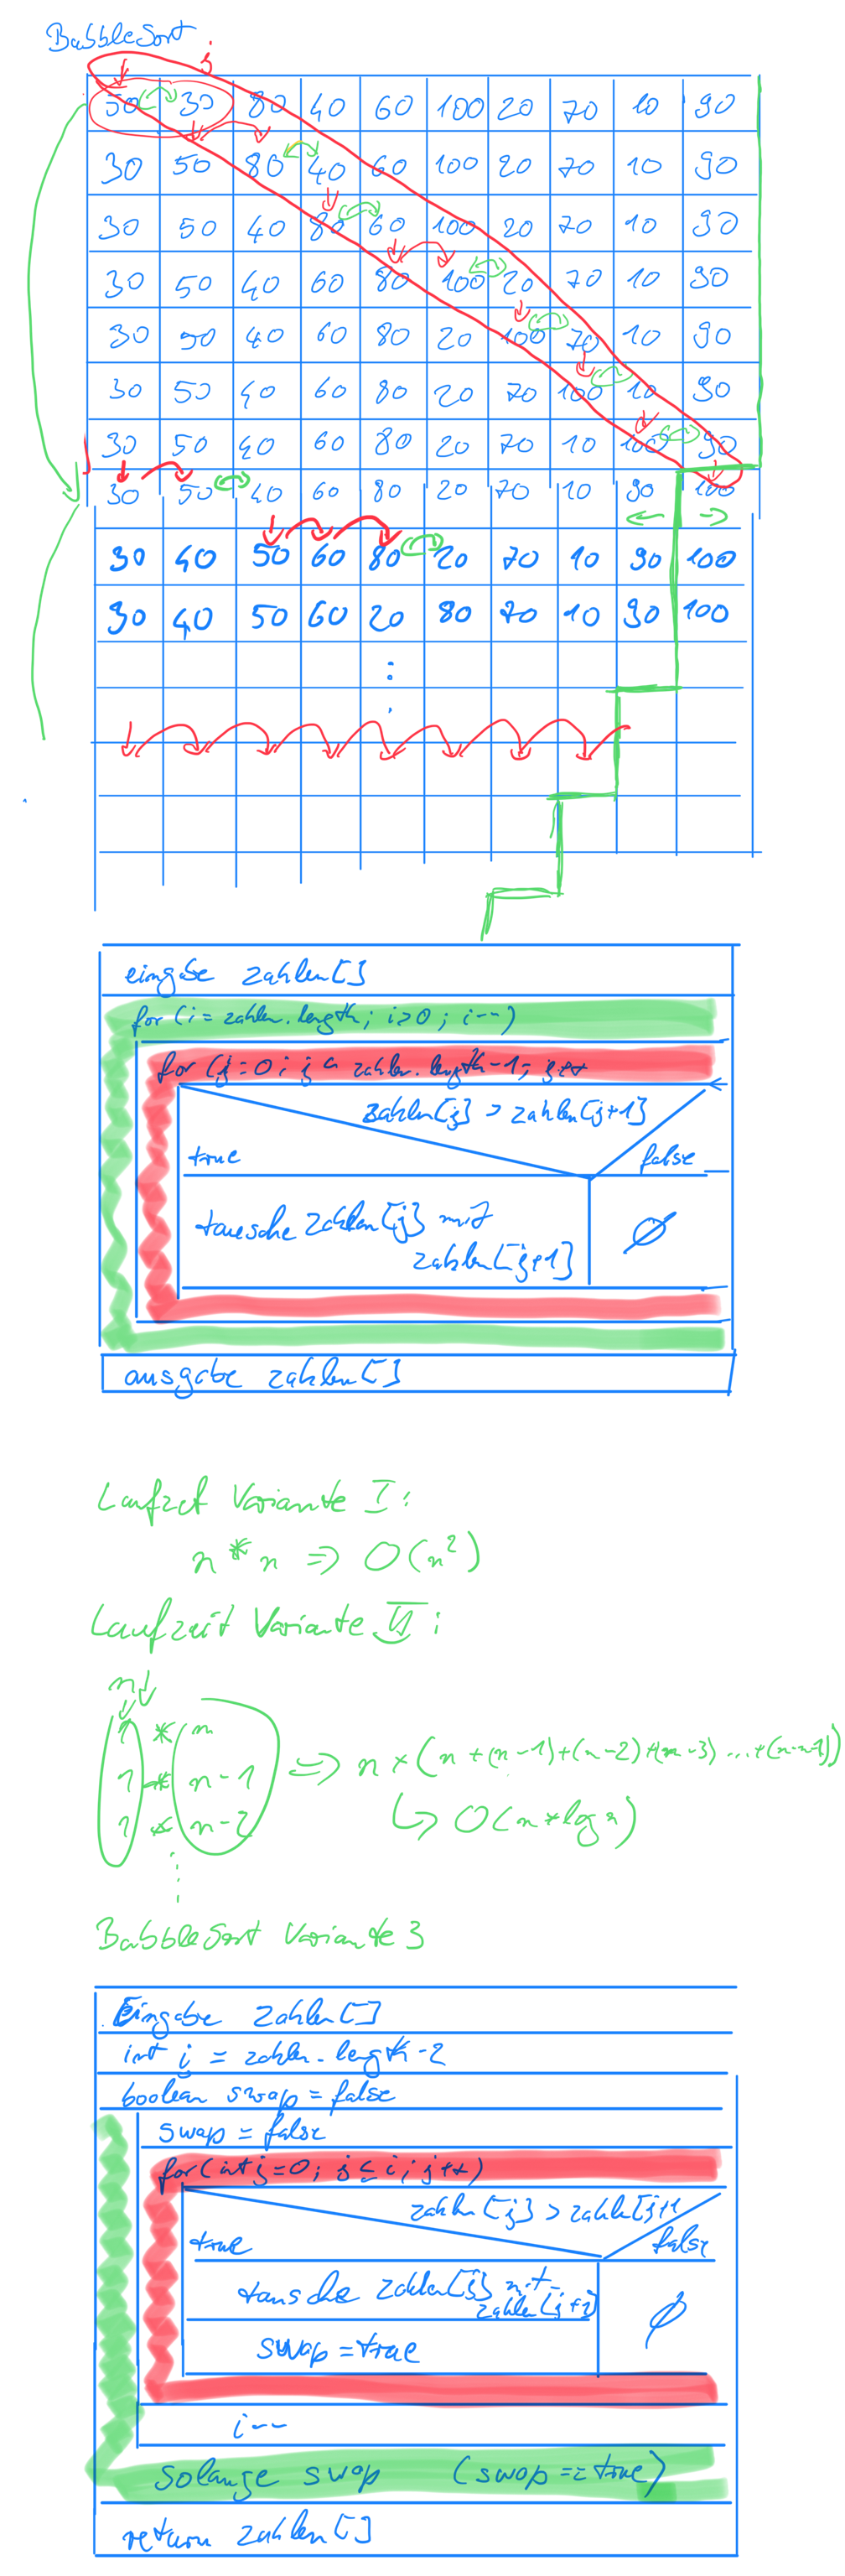 BubbleSort
j
50 30 80 40 60 100 20 70 10 90
30 50 80 40 60 100 20 70 10 90
30 50 40 80 60 100 20 70 10 90
30 50 40 60 80 100 20 70 10 90
30 50 40 60 80 20 100 70 10 90
30 50 40 60 80 20 70 100 10 90
30 50 40 60 80 20 70 10 100 90
30 50 40 60 80 20 70 10 90 100
30 40 50 60 80 20 70 10 90 100
30 40 50 60 20 80 70 10 90 100
eingabe zahlen[]
for (i = zahlen.length; i>0; i--)
for (j=0; j < zahlen.length-1; j++
zahlen[j] > zahlen[j+1]
true false
tausche zahlen[j] mit
zahlen[j+1]
∅
ausgabe zahlen[]
Laufzeit Variante I:
n * n => O(n²)
Laufzeit Variante II:
n
1 * n
1 * n-1 => n * (n + (n-1)+(n-2)+(n-3) ...+(n-n-1))
1 * n-2 ↳ O(n*log n)
BubbleSort Variante 3
Eingabe zahlen[]
int i = zahlen.length-2
boolean swap = false
swap = false
for(int j=0; j ≤ i; j++)
zahlen[j] > zahlen[j+1
true false
tausche zahlen[j] mit
zahlen[j+1]
∅
swap = true
i--
solange swap (swap == true)
return zahlen[]